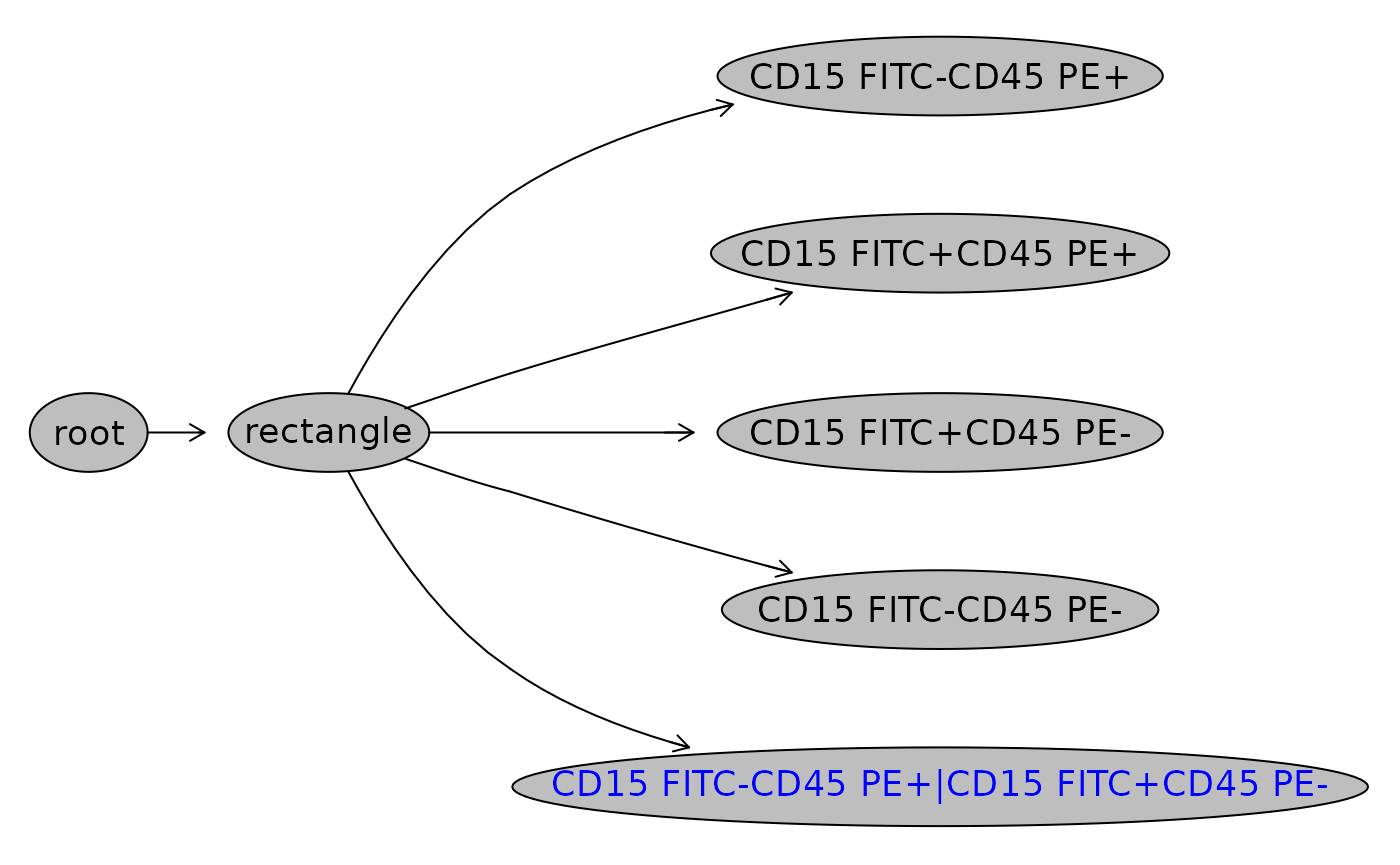 CD15 FITC-CD45 PE+
CD15 FITC+CD45 PE+
root
rectangle
CD15 FITC+CD45 PE-
CD15 FITC-CD45 PE-
CD15 FITC-CD45 PE+|CD15 FITC+CD45 PE-